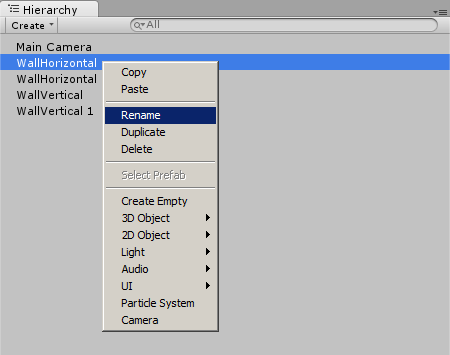 Hierarchy
Create
All
Main Camera
WallHorizontal
WallHorizontal
WallVertical
WallVertical 1
Copy
Paste
Rename
Duplicate
Delete
Select Prefab
Create Empty
3D Object
2D Object
Light
Audio
UI
Particle System
Camera